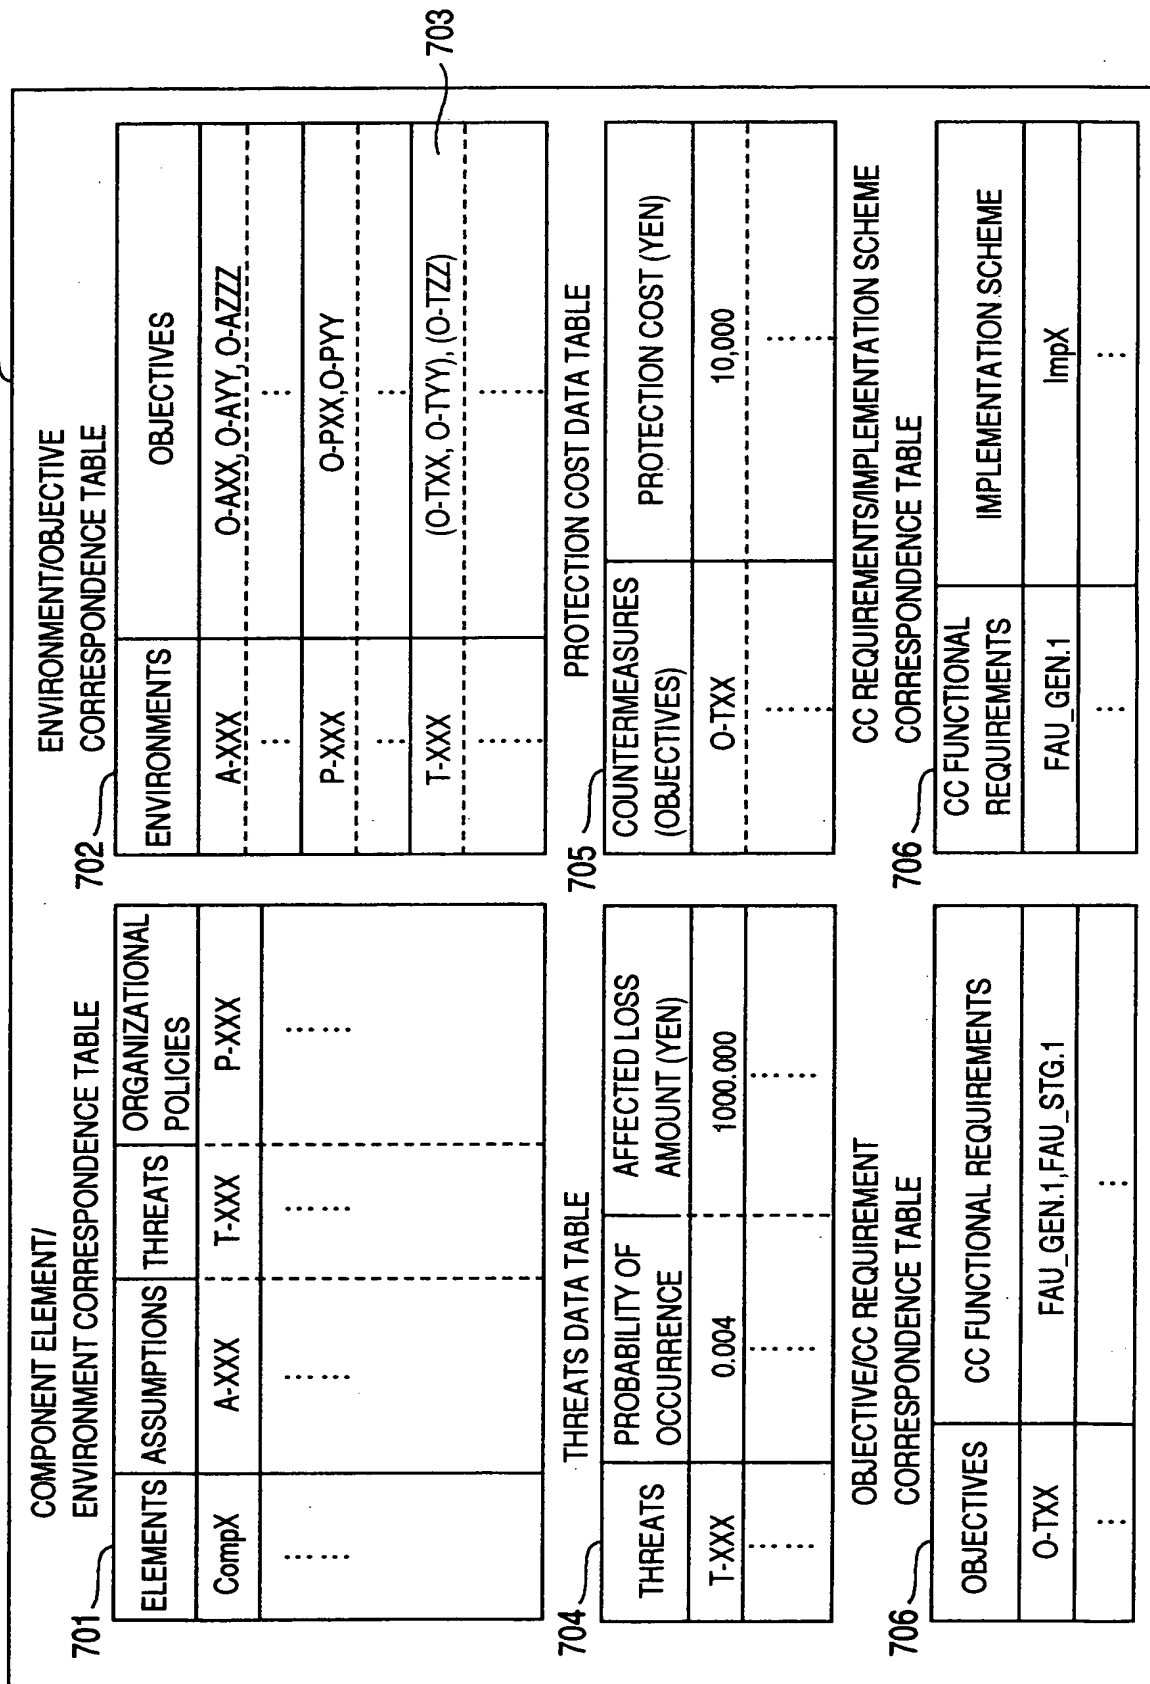 COMPONENT ELEMENT/
ENVIRONMENT CORRESPONDENCE TABLE
701
ELEMENTS ASSUMPTIONS THREATS ORGANIZATIONAL
POLICIES
CompX A-XXX T-XXX P-XXX
...... ...... ...... ......
ENVIRONMENT/OBJECTIVE
CORRESPONDENCE TABLE
702
ENVIRONMENTS OBJECTIVES
A-XXX O-AXX, O-AYY, O-AZZZ
.... ....
P-XXX O-PXX,O-PYY
.... ....
T-XXX (O-TXX, O-TYY), (O-TZZ)
...... ......
703
THREATS DATA TABLE
704
THREATS PROBABILITY OF
OCCURRENCE AFFECTED LOSS
AMOUNT (YEN)
T-XXX 0.004 1000.000
...... ...... ......
PROTECTION COST DATA TABLE
705
COUNTERMEASURES
(OBJECTIVES) PROTECTION COST (YEN)
O-TXX 10,000
...... ......
OBJECTIVE/CC REQUIREMENT
CORRESPONDENCE TABLE
706
OBJECTIVES CC FUNCTIONAL REQUIREMENTS
O-TXX FAU_GEN.1,FAU_STG.1
... ...
CC REQUIREMENTS/IMPLEMENTATION SCHEME
CORRESPONDENCE TABLE
706
CC FUNCTIONAL
REQUIREMENTS IMPLEMENTATION SCHEME
FAU_GEN.1 ImpX
... ...